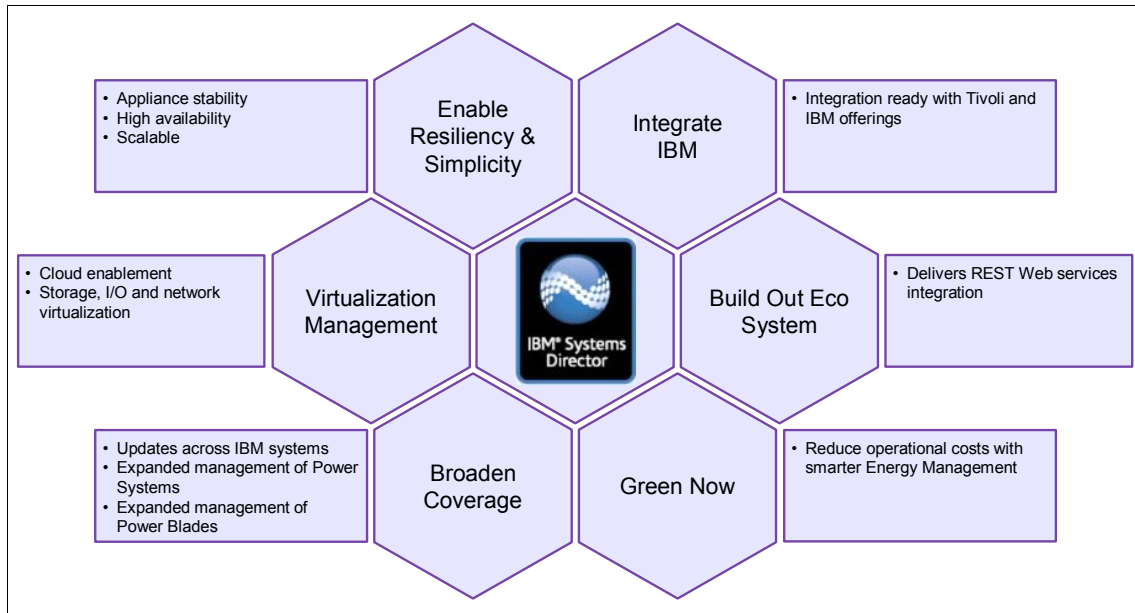 • Appliance stability
• High availability
• Scalable
Enable
Resiliency &
Simplicity
Integrate
IBM
• Integration ready with Tivoli and
IBM offerings
• Cloud enablement
• Storage, I/O and network
virtualization
Virtualization
Management
IBM® Systems
Director
Build Out Eco
System
• Delivers REST Web services
integration
• Updates across IBM systems
• Expanded management of Power
Systems
• Expanded management of
Power Blades
Broaden
Coverage
Green Now
• Reduce operational costs with
smarter Energy Management